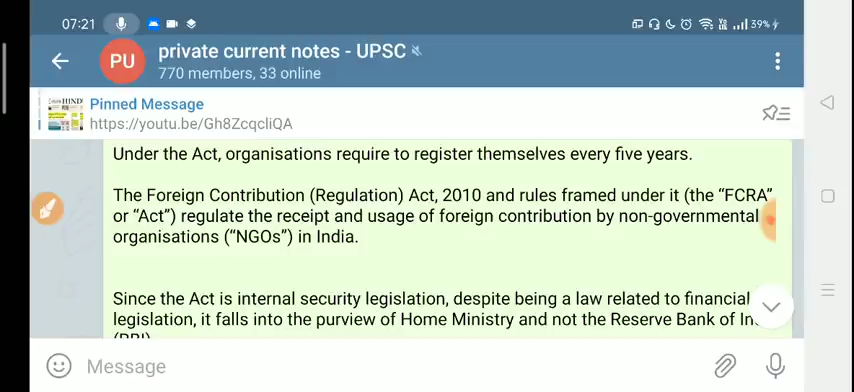 07:21
39%
PU
private current notes - UPSC
770 members, 33 online
HINDU
Pinned Message
https://youtu.be/Gh8ZcqcliQA
Under the Act, organisations require to register themselves every five years.
The Foreign Contribution (Regulation) Act, 2010 and rules framed under it (the “FCRA”
or “Act”) regulate the receipt and usage of foreign contribution by non-governmental
organisations (“NGOs”) in India.
Since the Act is internal security legislation, despite being a law related to financial
legislation, it falls into the purview of Home Ministry and not the Reserve Bank of
(RBI)
Message